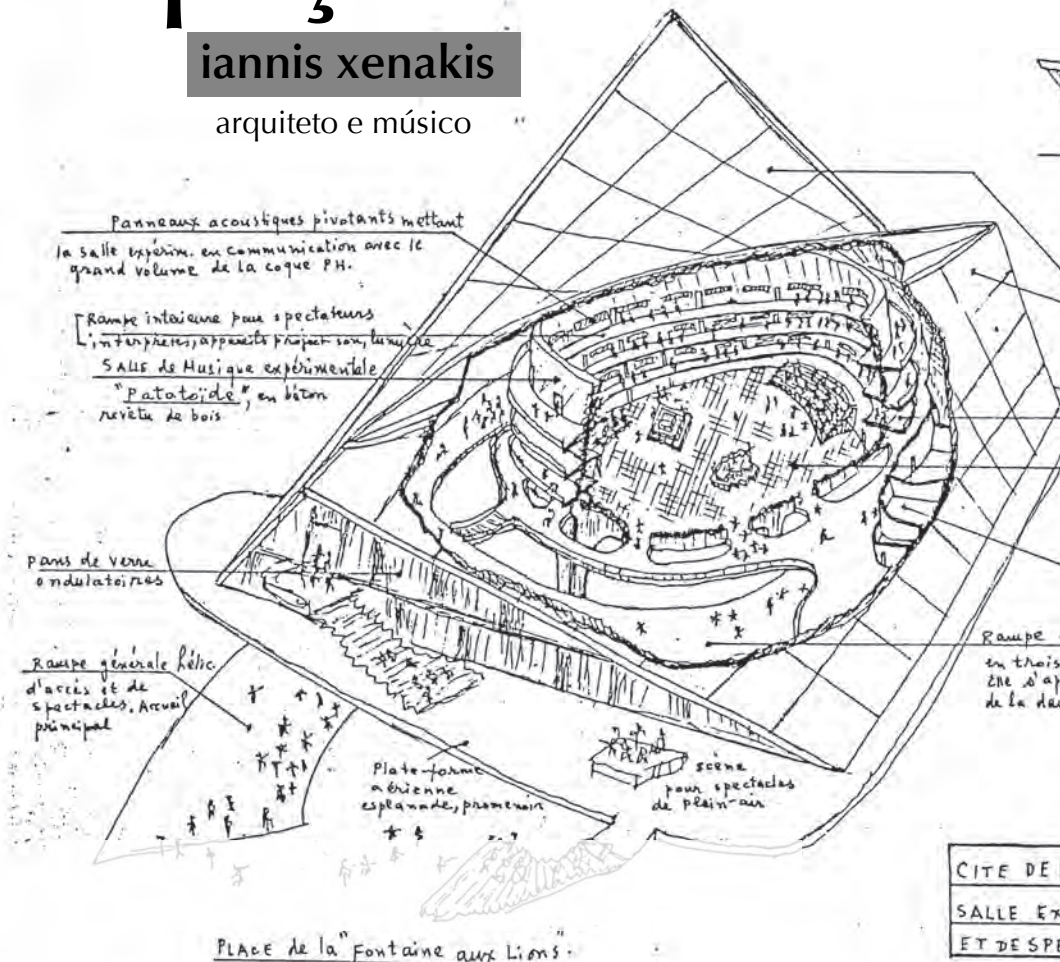 iannis xenakis
arquiteto e músico
Panneaux acoustiques pivotants mettant
la salle expérim. en communication avec le
grand volume de la coque PH.
Rampe intérieure pour spectateurs
interprètes, appareils project son, lumière
SALLE de Musique expérimentale
"Patatoïde", en béton
revêtu de bois
pans de verre
ondulatoires
Rampe générale hélic.
d'accès et de
spectacles, Accueil
principal
Plate-forme
aérienne
esplanade, promenoir
scène
pour spectacles
de plein-air
Rampe
en trois
de la
CITE DE
SALLE EX
ET DE SPE
PLACE de la "Fontaine aux Lions".